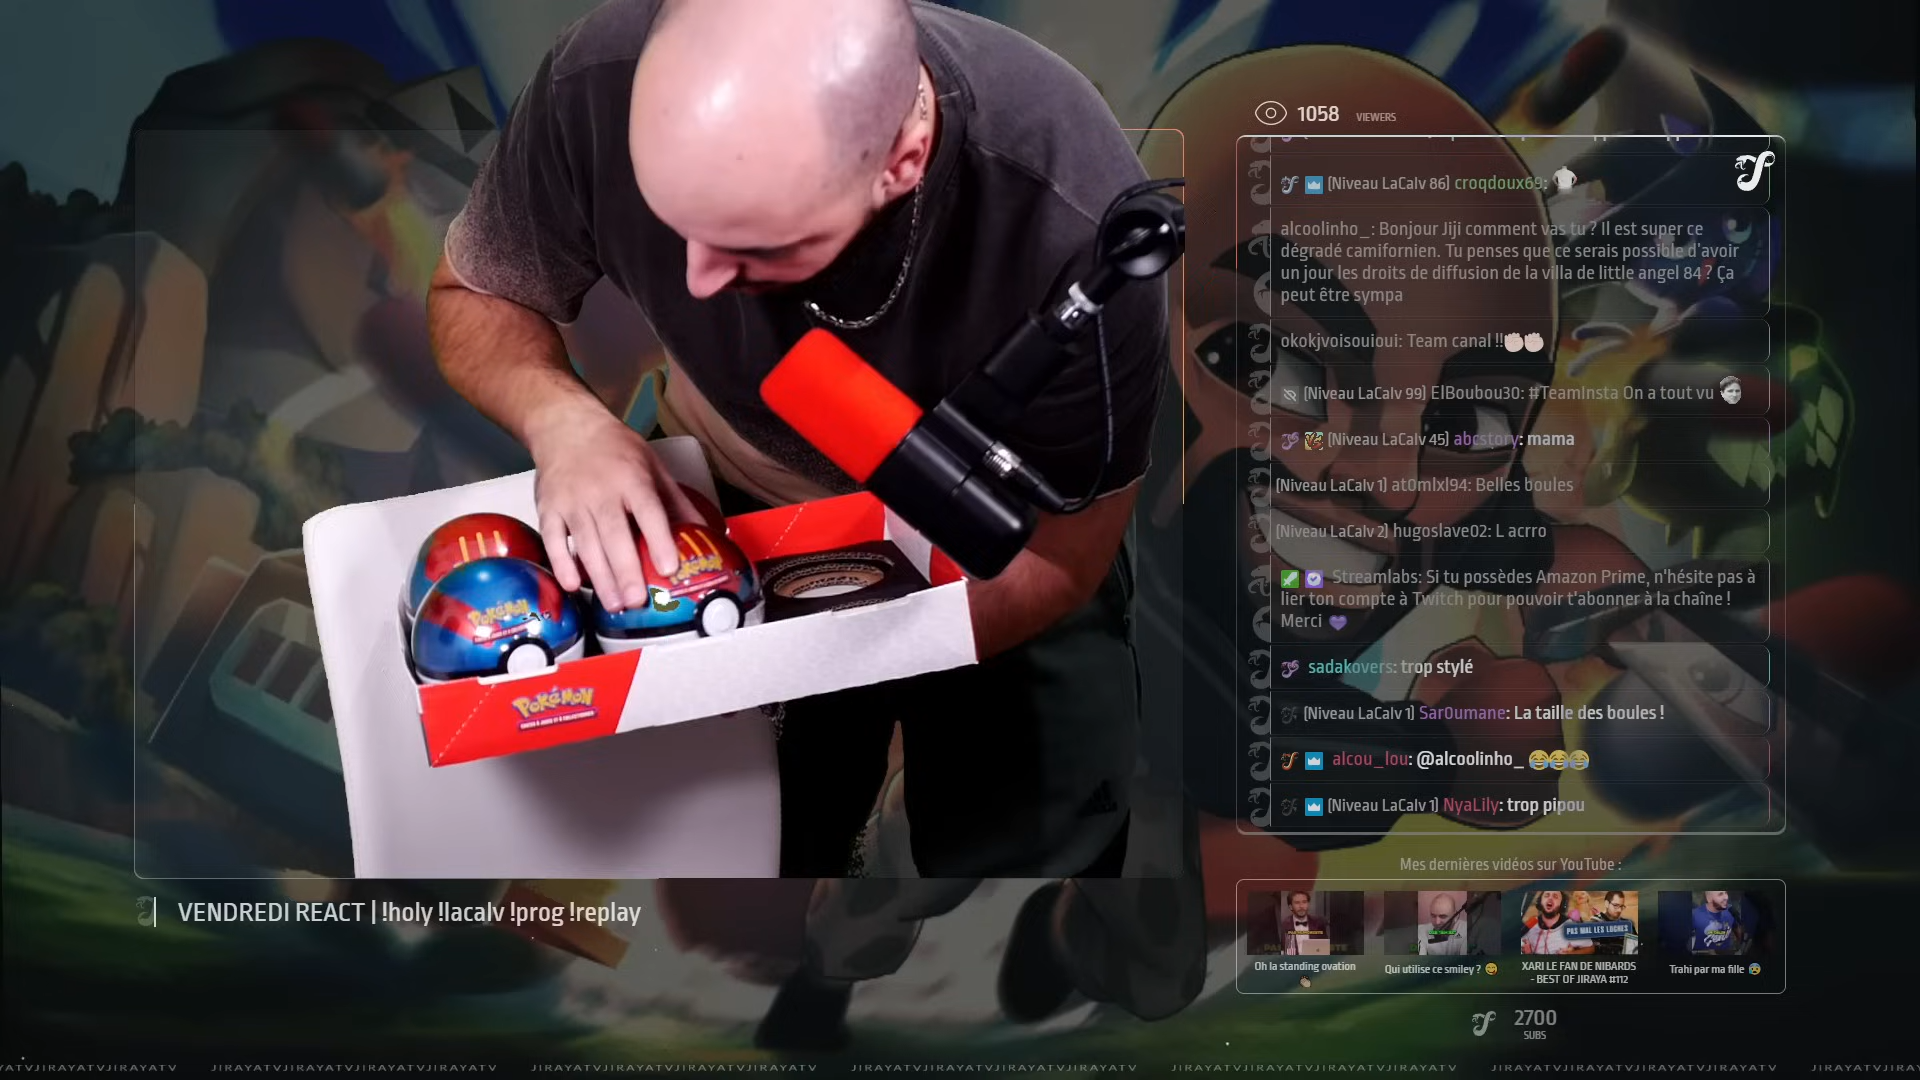 1058 VIEWERS
[Niveau LaCalv 86] croqdoux69:
alcoolinho_: Bonjour Jiji comment vas tu ? Il est super ce
dégradé camifornien. Tu penses que ce serais possible d'avoir
un jour les droits de diffusion de la villa de little angel 84 ? Ça
peut être sympa
okokjvoisouioui: Team canal !!
[Niveau LaCalv 99] ElBoubou30: #TeamInsta On a tout vu
[Niveau LaCalv 45] abcstory: mama
[Niveau LaCalv 1] at0mlxl94: Belles boules
[Niveau LaCalv 2] hugoslave02: L acrro
Streamlabs: Si tu possèdes Amazon Prime, n'hésite pas à
lier ton compte à Twitch pour pouvoir t'abonner à la chaîne !
Merci
sadakovers: trop stylé
[Niveau LaCalv 1] Sar0umane: La taille des boules !
alcou_lou: @alcoolinho_
[Niveau LaCalv 1] NyaLily: trop pipou
Pokémon
Pokémon
Pokémon
VENDREDI REACT | !holy !lacalv !prog !replay
Mes dernières vidéos sur YouTube :
PAS MAL LES LOCHES
Oh la standing ovation
Qui utilise ce smiley ?
XARI LE FAN DE NIBARDS
- BEST OF JIRAYA #112
Trahi par ma fille
2700
SUBS
JIRAYATVJIRAYATVJIRAYATV JIRAYATVJIRAYATVJIRAYATV JIRAYATVJIRAYATVJIRAYATV JIRAYATVJIRAYATVJIRAYATV JIRAYATVJIRAYATVJIRAYATV